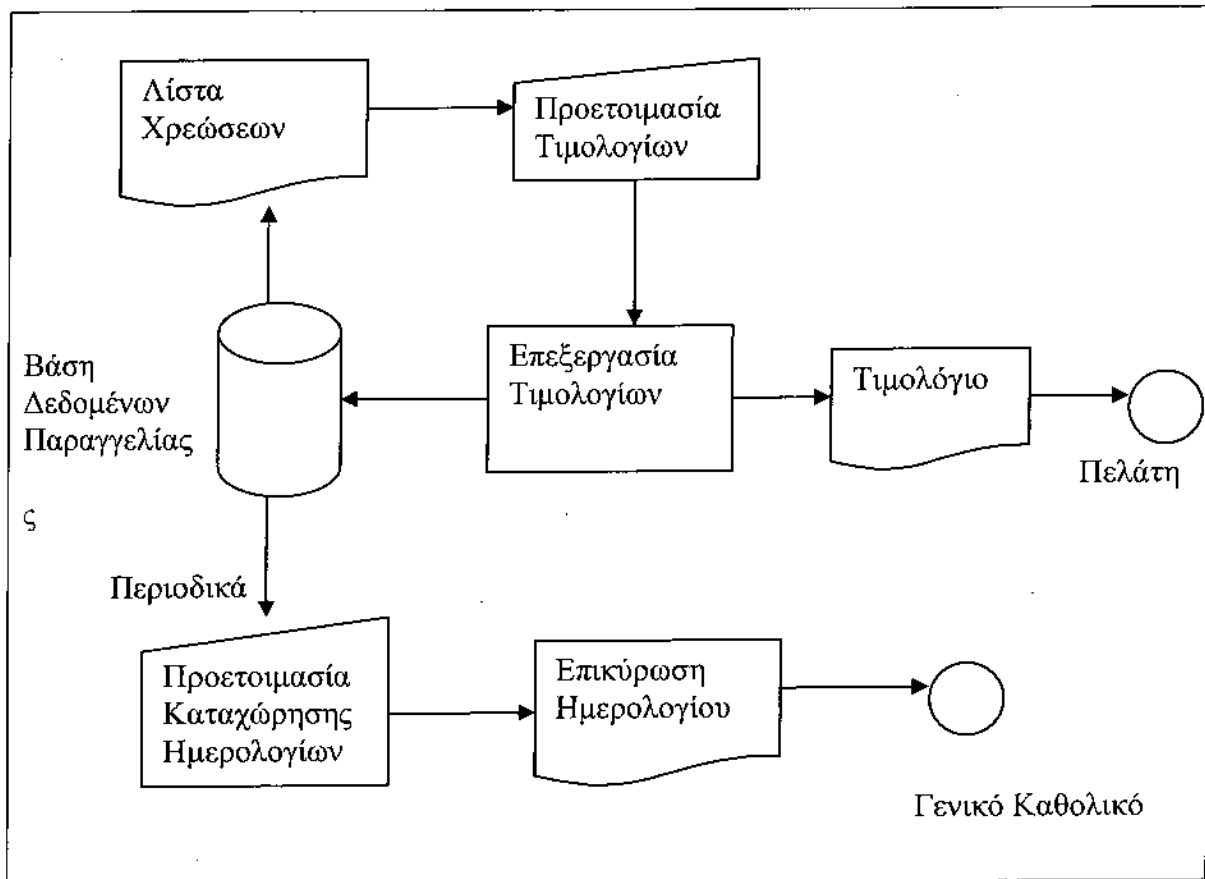 Λίστα
Χρεώσεων
Προετοιμασία
Τιμολογίων
Βάση
Δεδομένων
Παραγγελίας
ς
Επεξεργασία
Τιμολογίων
Τιμολόγιο
Πελάτη
Περιοδικά
Προετοιμασία
Καταχώρησης
Ημερολογίων
Επικύρωση
Ημερολογίου
Γενικό Καθολικό